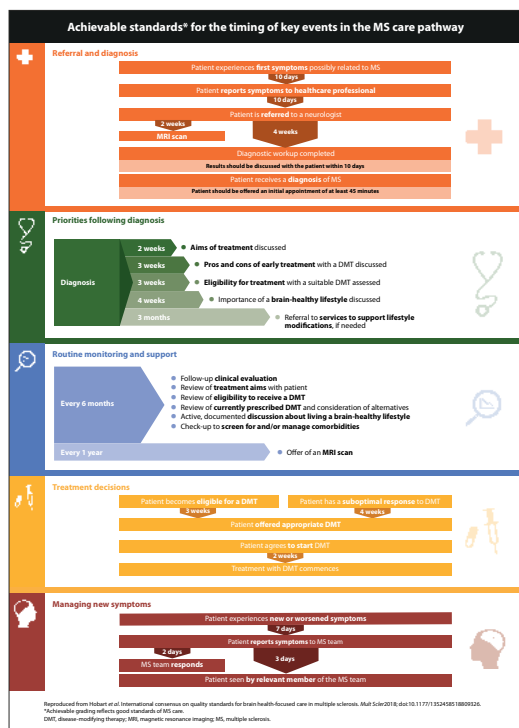 Achievable standards* for the timing of key events in the MS care pathway
Referral and diagnosis
Patient experiences first symptoms possibly related to MS
10 days
Patient reports symptoms to healthcare professional
10 days
Patient is referred to a neurologist
2 weeks
4 weeks
MRI scan
Diagnostic workup completed
Results should be discussed with the patient within 10 days
Patient receives a diagnosis of MS
Patient should be offered an initial appointment of at least 45 minutes
Priorities following diagnosis
Diagnosis
2 weeks
Aims of treatment discussed
3 weeks
Pros and cons of early treatment with a DMT discussed
3 weeks
Eligibility for treatment with a suitable DMT assessed
4 weeks
Importance of a brain-healthy lifestyle discussed
3 months
Referral to services to support lifestyle
modifications, if needed
Routine monitoring and support
Every 6 months
Follow-up clinical evaluation
Review of treatment aims with patient
Review of eligibility to receive a DMT
Review of currently prescribed DMT and consideration of alternatives
Active, documented discussion about living a brain-healthy lifestyle
Check-up to screen for and/or manage comorbidities
Every 1 year
Offer of an MRI scan
Treatment decisions
Patient becomes eligible for a DMT
Patient has a suboptimal response to DMT
3 weeks
4 weeks
Patient offered appropriate DMT
Patient agrees to start DMT
2 weeks
Treatment with DMT commences
Managing new symptoms
Patient experiences new or worsened symptoms
7 days
Patient reports symptoms to MS team
2 days
3 days
MS team responds
Patient seen by relevant member of the MS team
Reproduced from Hobart et al. International consensus on quality standards for brain health-focused care in multiple sclerosis. Mult Scler 2018; doi:10.1177/1352458518809326.
*Achievable grading reflects good standards of MS care.
DMT, disease-modifying therapy; MRI, magnetic resonance imaging; MS, multiple sclerosis.